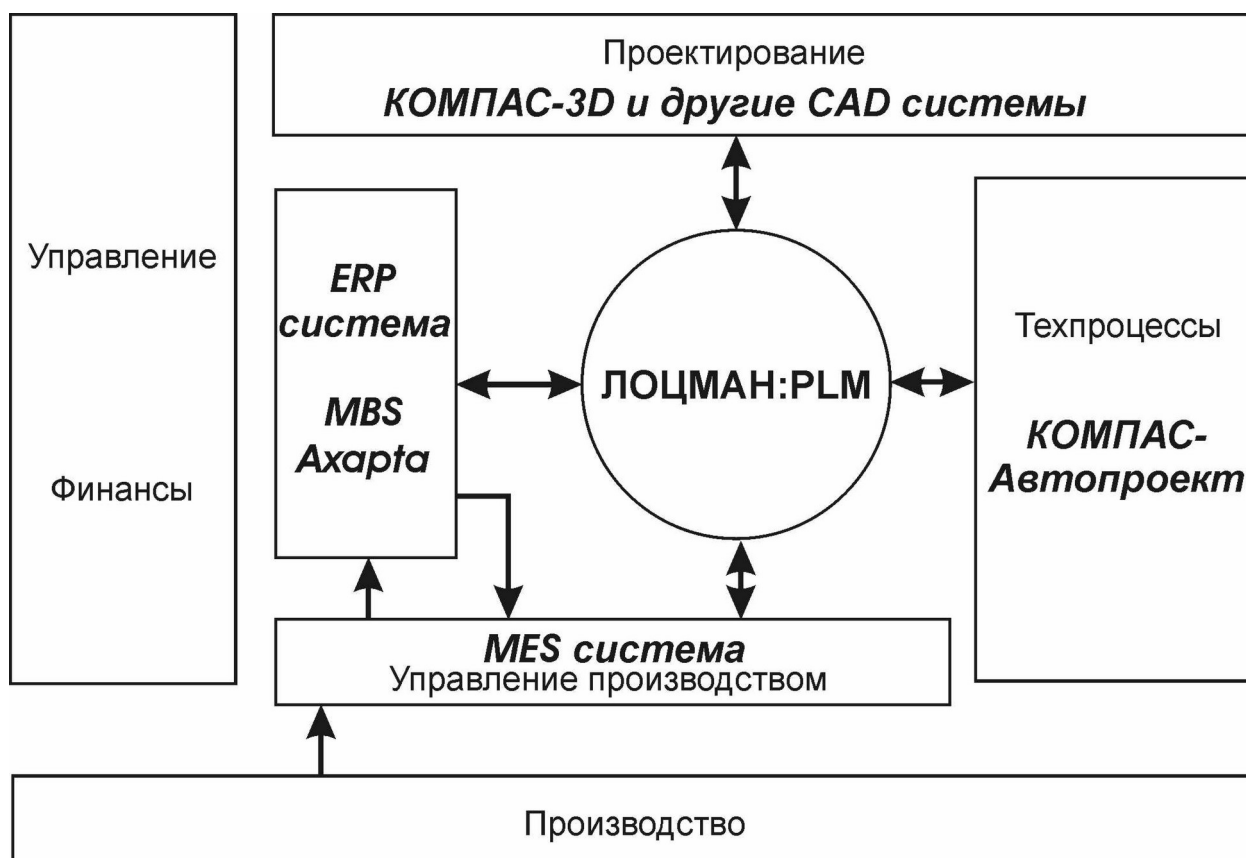 Проектирование
КОМПАС-3D и другие CAD системы
Управление
Финансы
ERP
система
MBS
Axapta
ЛОЦМАН:PLM
Техпроцессы
КОМПАС-
Автопроект
MES система
Управление производством
Производство